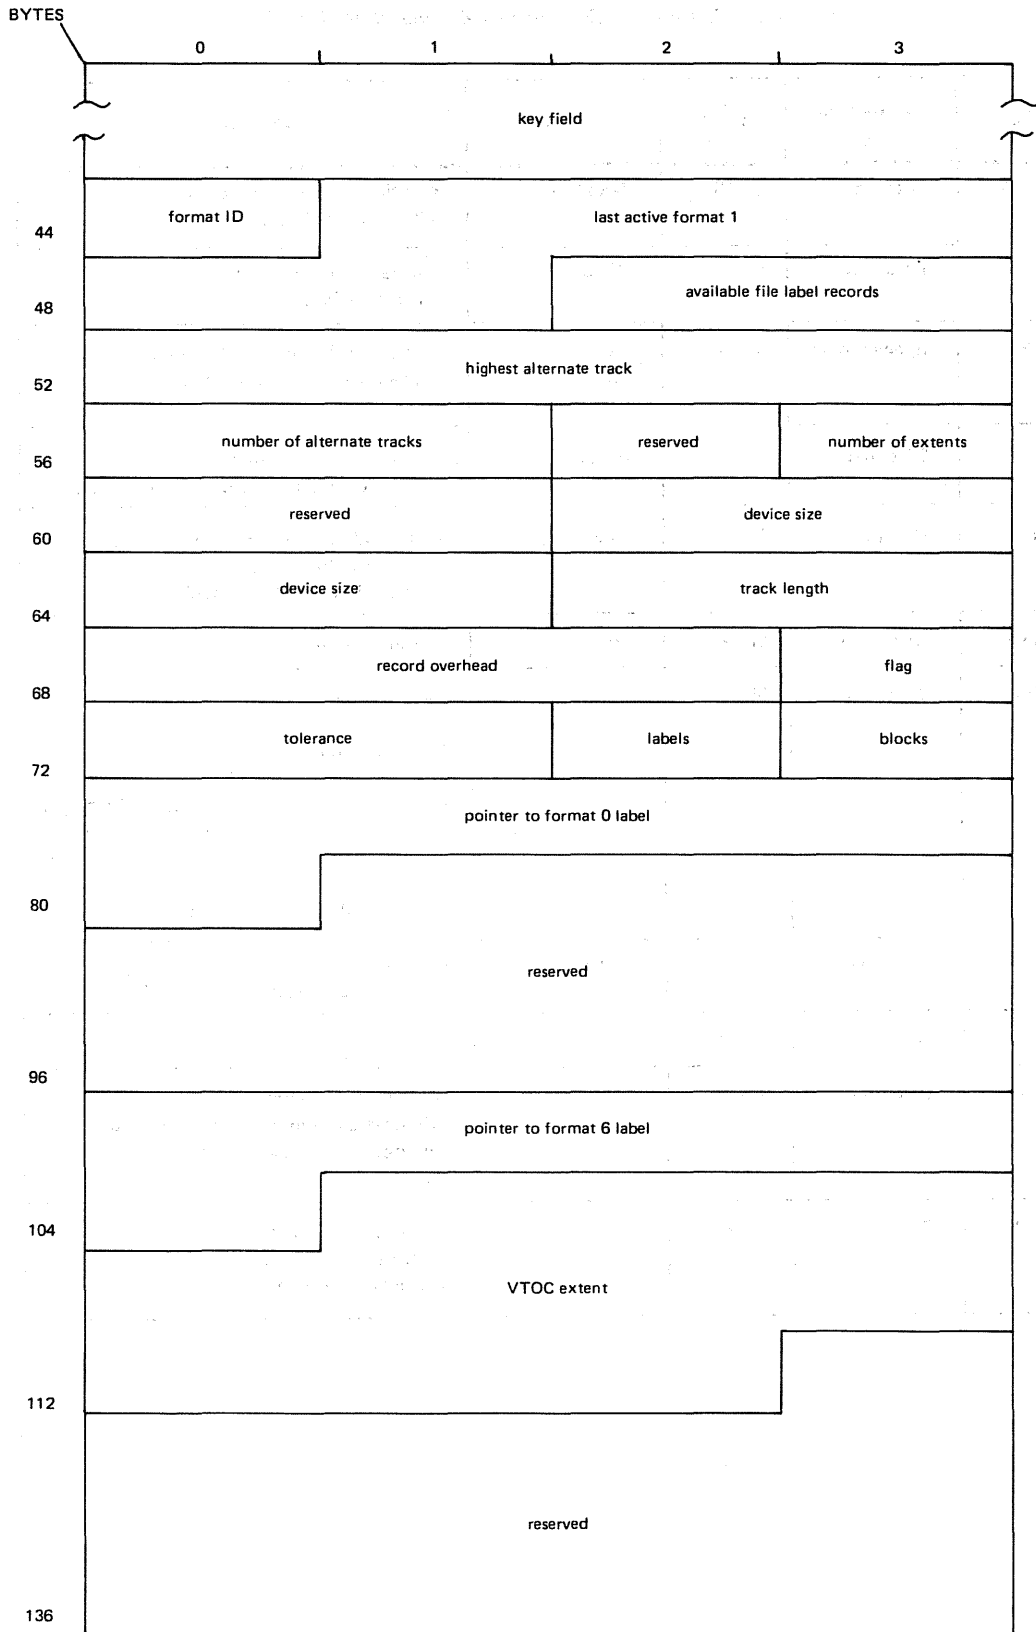 BYTES
0 1 2 3
key field
format ID last active format 1
44
available file label records
48
highest alternate track
52
number of alternate tracks reserved number of extents
56
reserved device size
60
device size track length
64
record overhead flag
68
tolerance labels blocks
72
pointer to format 0 label
80
reserved
96
pointer to format 6 label
104
VTOC extent
112
reserved
136